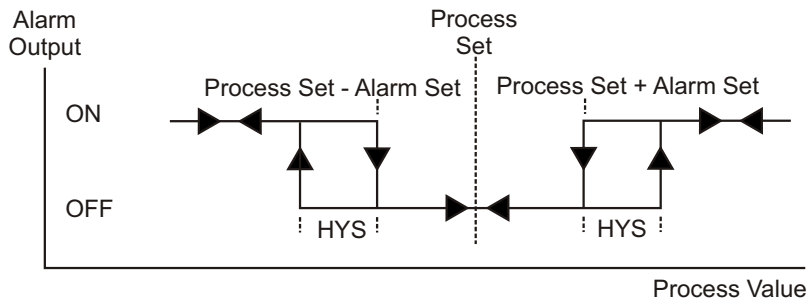 Alarm
Output
Process
Set
Process Set - Alarm Set
Process Set + Alarm Set
ON
OFF
HYS
HYS
Process Value